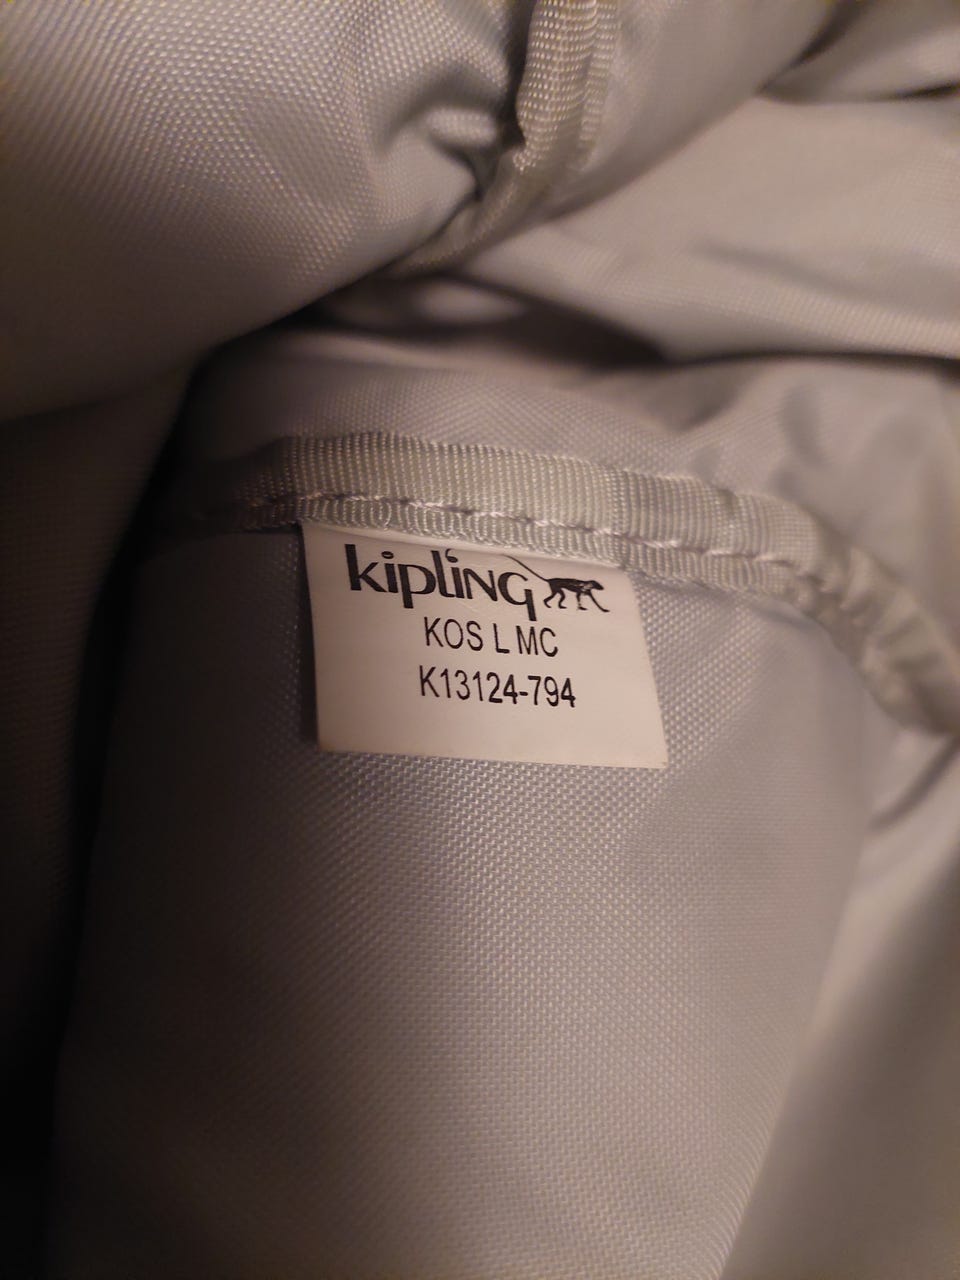 kipling
KOS L MC
K13124-794